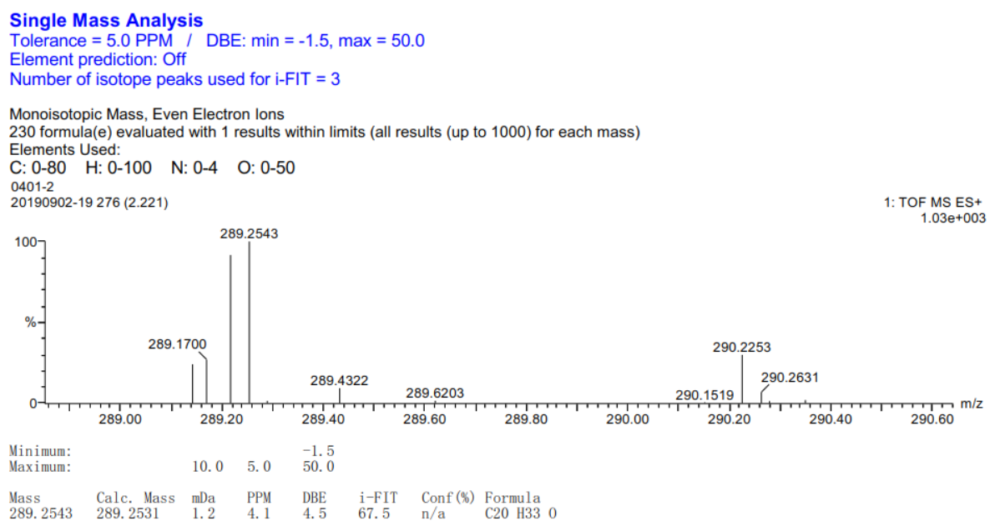 Single Mass Analysis
Tolerance = 5.0 PPM / DBE: min = -1.5, max = 50.0
Element prediction: Off
Number of isotope peaks used for i-FIT = 3
Monoisotopic Mass, Even Electron Ions
230 formula(e) evaluated with 1 results within limits (all results (up to 1000) for each mass)
Elements Used:
C: 0-80 H: 0-100 N: 0-4 O: 0-50
0401-2
20190902-19 276 (2.221)
1: TOF MS ES+
1.03e+003
100
%
0
289.2543
289.1700
289.4322
289.6203
290.1519
290.2253
290.2631
289.00 289.20 289.40 289.60 289.80 290.00 290.20 290.40 290.60 m/z
Minimum: -1.5
Maximum: 10.0 5.0 50.0
Mass Calc. Mass mDa PPM DBE i-FIT Conf(%) Formula
289.2543 289.2531 1.2 4.1 4.5 67.5 n/a C20 H33 O